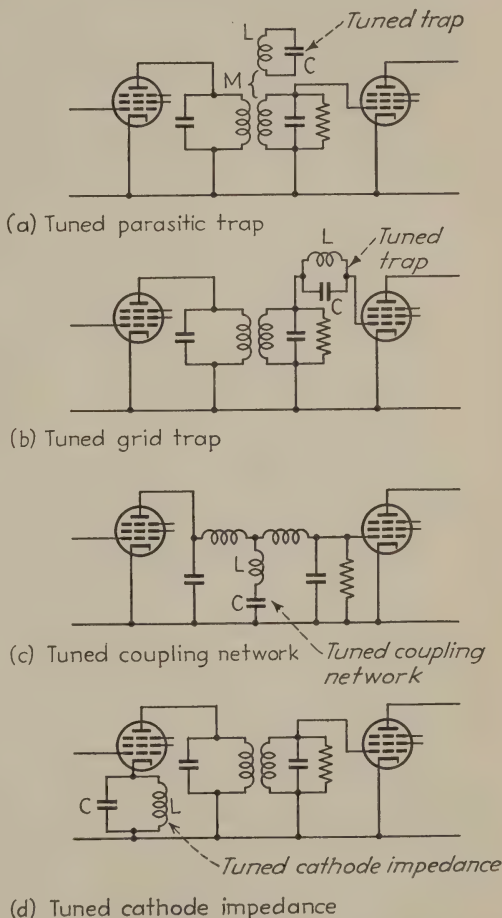 L
Tuned trap
C
M {
(a) Tuned parasitic trap
L
Tuned
trap
C
(b) Tuned grid trap
L
C
(c) Tuned coupling network
Tuned coupling
network
C
L
Tuned cathode impedance
(d) Tuned cathode impedance